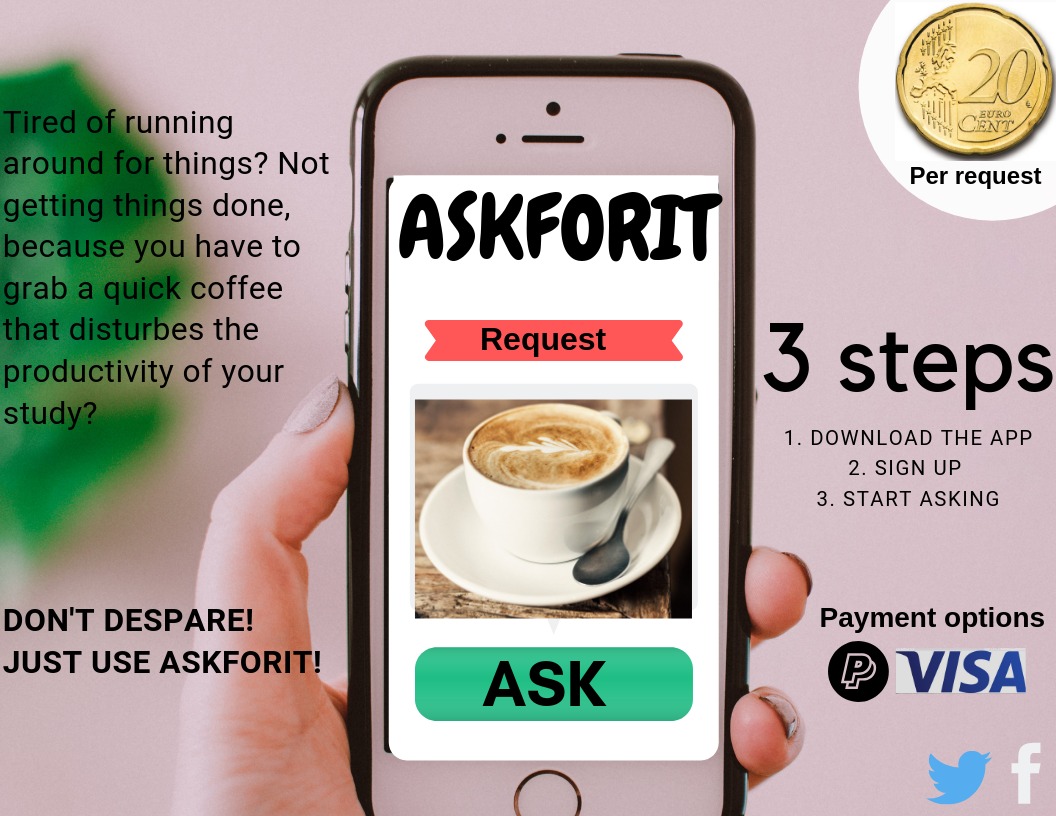 Tired of running
around for things? Not
getting things done,
because you have to
grab a quick coffee
that disturbes the
productivity of your
study?
DON'T DESPARE!
JUST USE ASKFORIT!
ASKFORIT
Request
ASK
20
EURO
CENT
Per request
3 steps
1. DOWNLOAD THE APP
2. SIGN UP
3. START ASKING
Payment options
P VISA
f